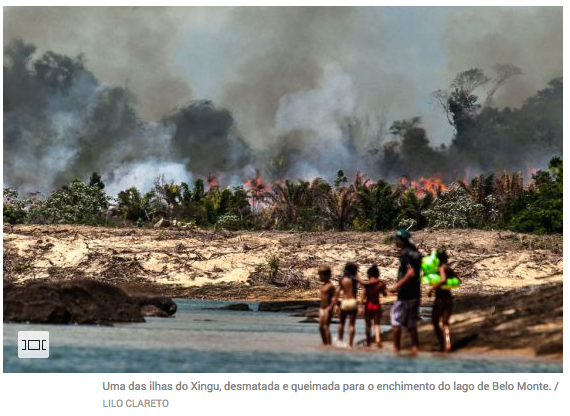 Uma das ilhas do Xingu, desmatada e queimada para o enchimento do lago de Belo Monte. /
LILO CLARETO